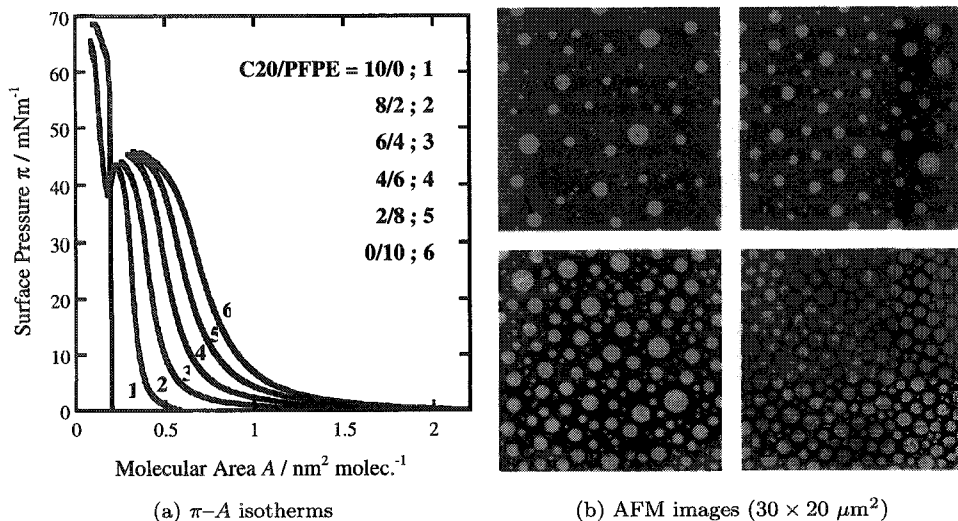 70
60
50
40
30
20
10
0
Surface Pressure π / mNm⁻¹
C20/PFPE = 10/0 ; 1
8/2 ; 2
6/4 ; 3
4/6 ; 4
2/8 ; 5
0/10 ; 6
1
2
3
4
5
6
0
0.5
1
1.5
2
Molecular Area A / nm² molec.⁻¹
(a) π–A isotherms
(b) AFM images (30 × 20 μm²)